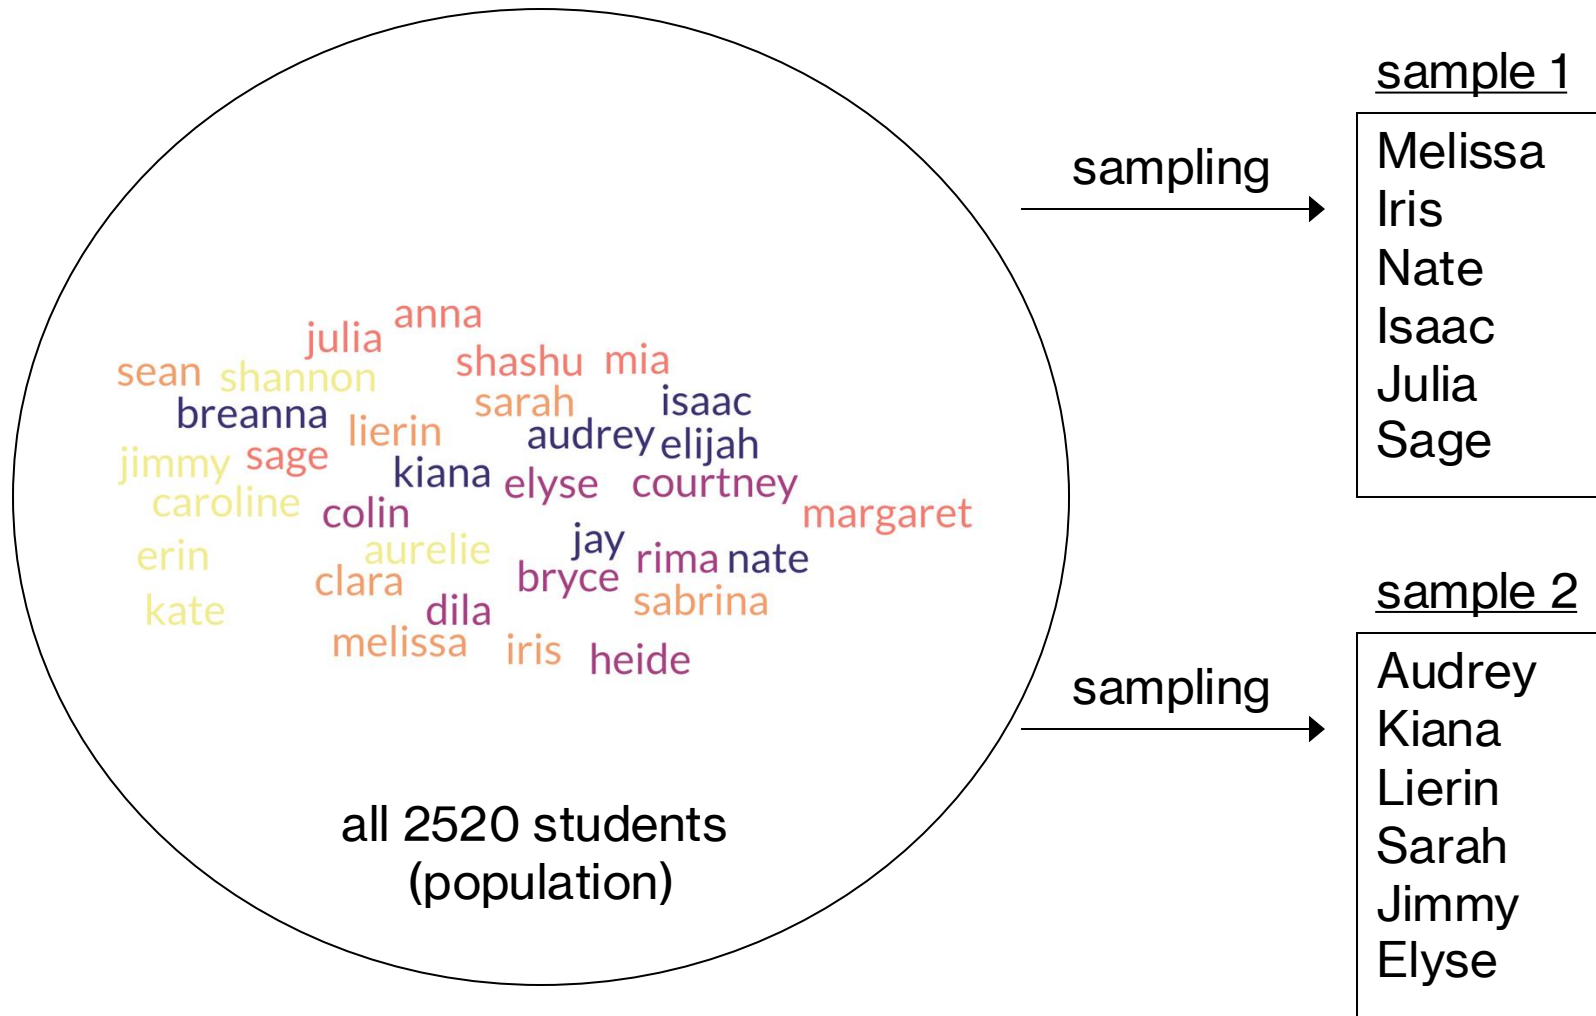 anna
julia
shashu mia
sean shannon
sarah isaac
breanna
lierin audrey elijah
jimmy sage
kiana elyse courtney
caroline colin margaret
jay
erin aurelie rima nate
clara bryce
kate dila sabrina
melissa iris heide
all 2520 students
(population)
sampling
sample 1
Melissa
Iris
Nate
Isaac
Julia
Sage
sampling
sample 2
Audrey
Kiana
Lierin
Sarah
Jimmy
Elyse